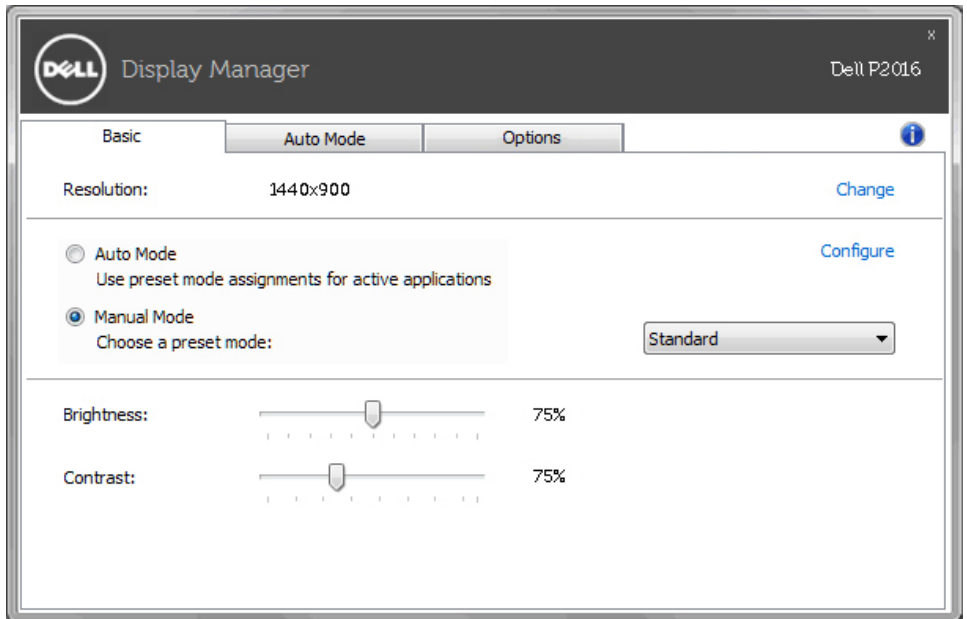 x
DELL Display Manager Dell P2016
Basic Auto Mode Options i
Resolution: 1440x900 Change
Auto Mode Configure
Use preset mode assignments for active applications
Manual Mode
Choose a preset mode: Standard
Brightness: 75%
Contrast: 75%